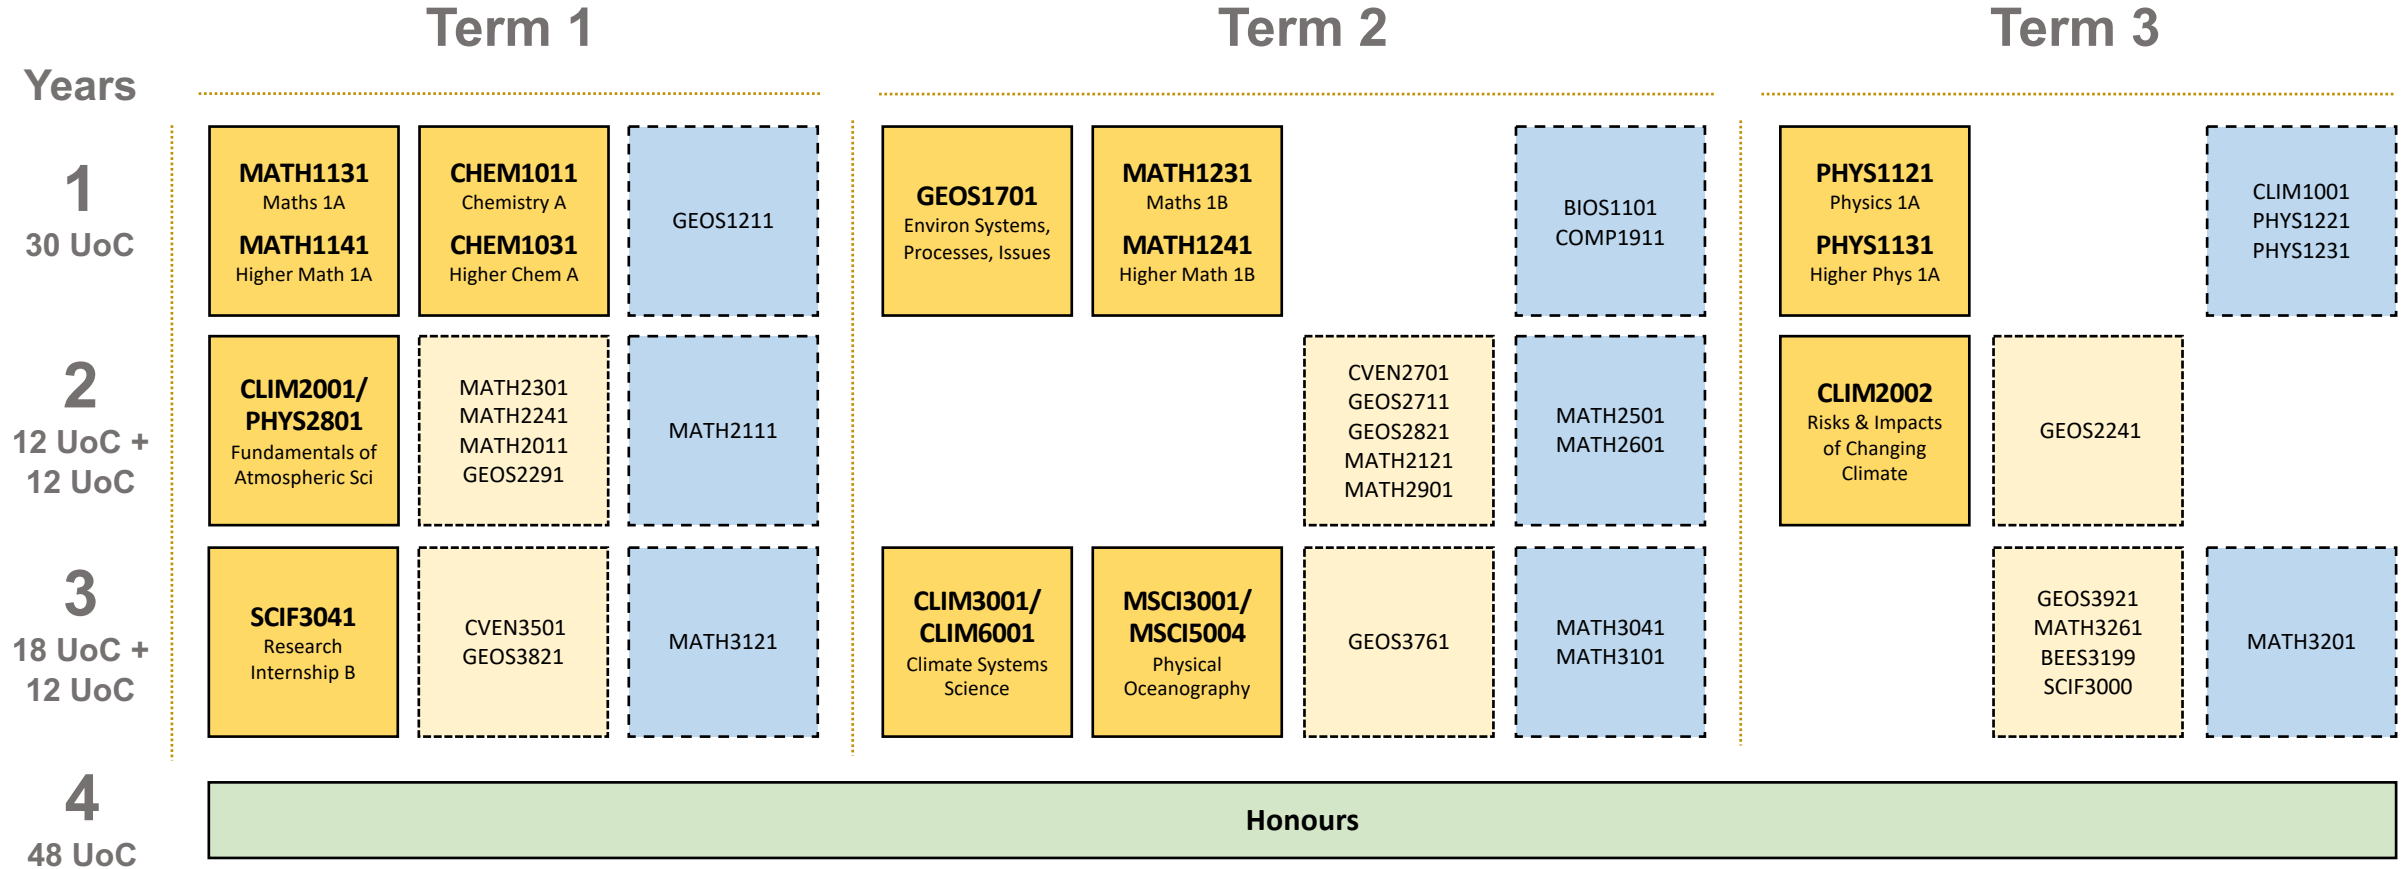 Term 1
Term 2
Term 3
Years
1
30 UoC
MATH1131
Maths 1A
MATH1141
Higher Math 1A
CHEM1011
Chemistry A
CHEM1031
Higher Chem A
GEOS1211
GEOS1701
Environ Systems,
Processes, Issues
MATH1231
Maths 1B
MATH1241
Higher Math 1B
BIOS1101
COMP1911
PHYS1121
Physics 1A
PHYS1131
Higher Phys 1A
CLIM1001
PHYS1221
PHYS1231
2
12 UoC +
12 UoC
CLIM2001/
PHYS2801
Fundamentals of
Atmospheric Sci
MATH2301
MATH2241
MATH2011
GEOS2291
MATH2111
CVEN2701
GEOS2711
GEOS2821
MATH2121
MATH2901
MATH2501
MATH2601
CLIM2002
Risks & Impacts
of Changing
Climate
GEOS2241
3
18 UoC +
12 UoC
SCIF3041
Research
Internship B
CVEN3501
GEOS3821
MATH3121
CLIM3001/
CLIM6001
Climate Systems
Science
MSCI3001/
MSCI5004
Physical
Oceanography
GEOS3761
MATH3041
MATH3101
GEOS3921
MATH3261
BEES3199
SCIF3000
MATH3201
4
48 UoC
Honours